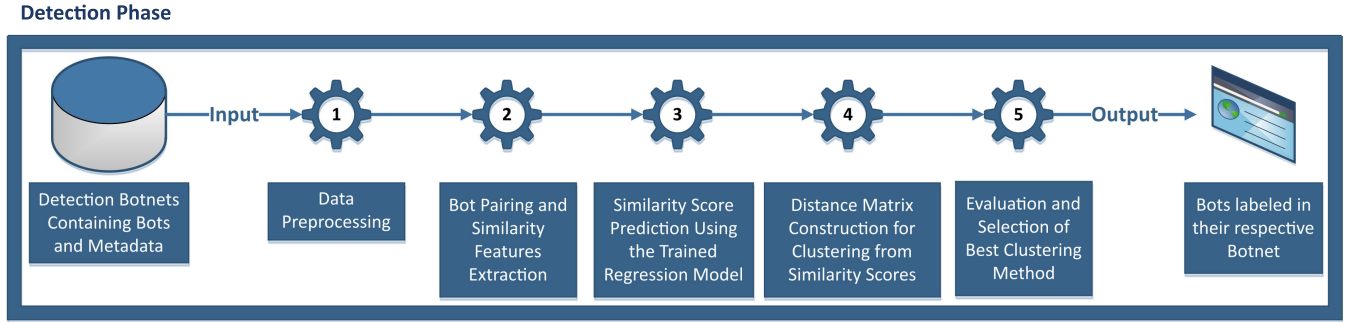 Detection Phase
Input
1
2
3
4
5
Output
Detection Botnets
Containing Bots
and Metadata
Data
Preprocessing
Bot Pairing and
Similarity
Features
Extraction
Similarity Score
Prediction Using
the Trained
Regression Model
Distance Matrix
Construction for
Clustering from
Similarity Scores
Evaluation and
Selection of
Best Clustering
Method
Bots labeled in
their respective
Botnet